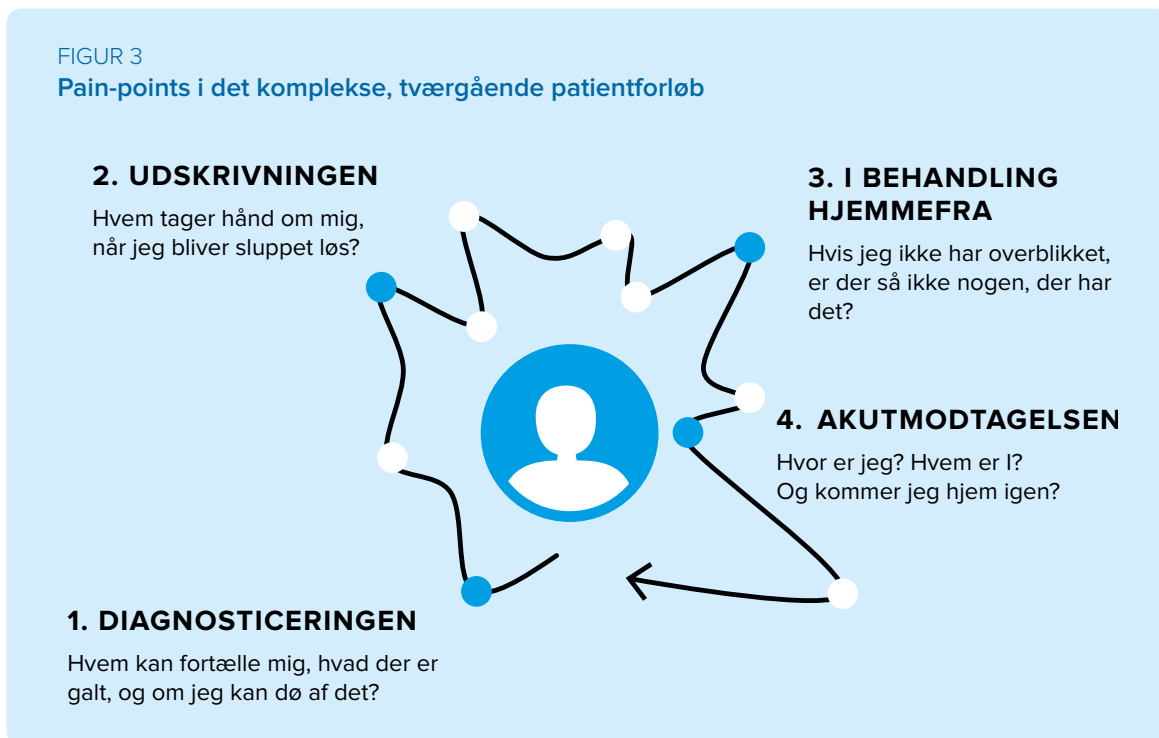 FIGUR 3
Pain-points i det komplekse, tværgående patientforløb
2. UDSKRIVNINGEN
Hvem tager hånd om mig,
når jeg bliver sluppet løs?
3. I BEHANDLING
HJEMMEFRA
Hvis jeg ikke har overblikket,
er der så ikke nogen, der har
det?
4. AKUTMODTAGELSEN
Hvor er jeg? Hvem er I?
Og kommer jeg hjem igen?
1. DIAGNOSTICERINGEN
Hvem kan fortælle mig, hvad der er
galt, og om jeg kan dø af det?